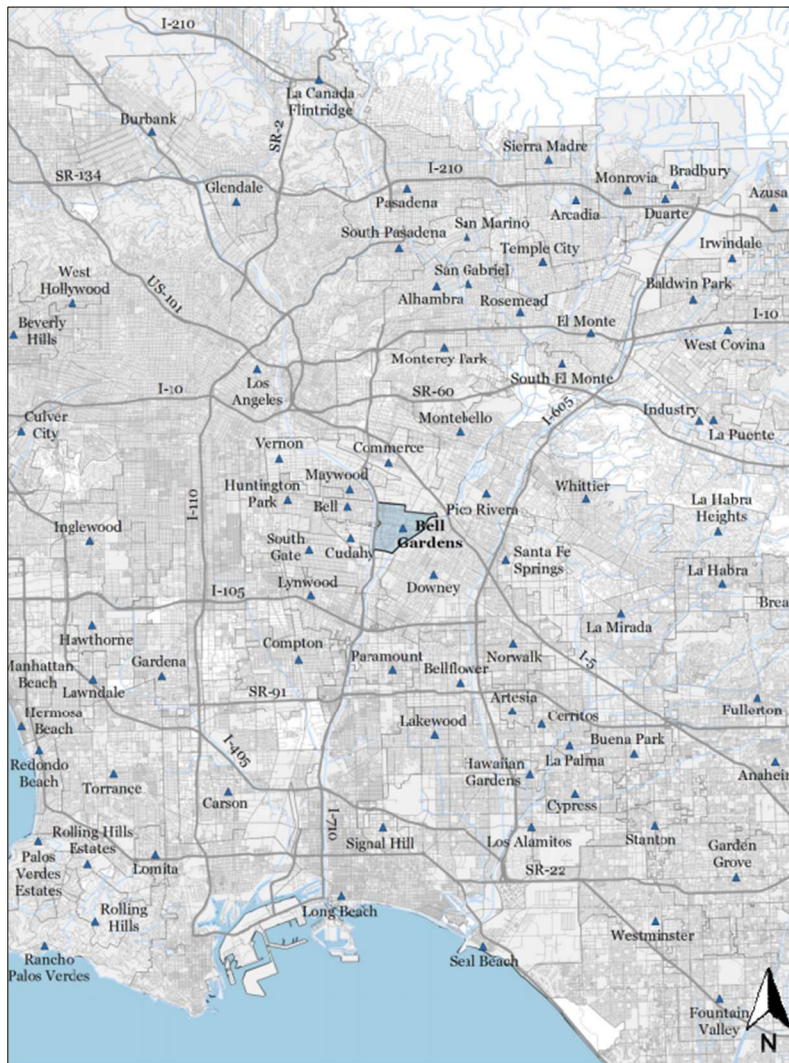 I-210
La Canada
Flintridge
Burbank
SR-2
Sierra Madre
SR-134
I-210
Monrovia
Bradbury
Glendale
Pasadena
Arcadia
Duarte
Azusa
San Marino
South Pasadena
Temple City
Irwindale
West
Hollywood
US-101
San Gabriel
Alhambra
Rosemead
Baldwin Park
Beverly
Hills
El Monte
I-10
West Covina
Monterey Park
Los
Angeles
South El Monte
I-10
SR-60
I-605
Culver
City
Montebello
Industry
La Puente
Vernon
Commerce
Maywood
Huntington
Park
Bell
Pico Rivera
Whittier
La Habra
Heights
I-110
Inglewood
Bell
Gardens
South
Gate
Cudahy
Santa Fe
Springs
Lynwood
Downey
La Habra
I-105
Brea
Hawthorne
La Mirada
Compton
Norwalk
I-5
Manhattan
Beach
Gardena
Paramount
Bellflower
Lawndale
SR-91
Artesia
Fullerton
Hermosa
Beach
Cerritos
I-405
Lakewood
Buena Park
Redondo
Beach
La Palma
Torrance
Hawaiian
Gardens
Anaheim
Carson
Cypress
I-710
Rolling Hills
Estates
Signal Hill
Los Alamitos
Stanton
Palos
Verdes
Estates
Lomita
Garden
Grove
SR-22
Rolling
Hills
Long Beach
Westminster
Rancho
Palos Verdes
Seal Beach
Fountain
Valley
N